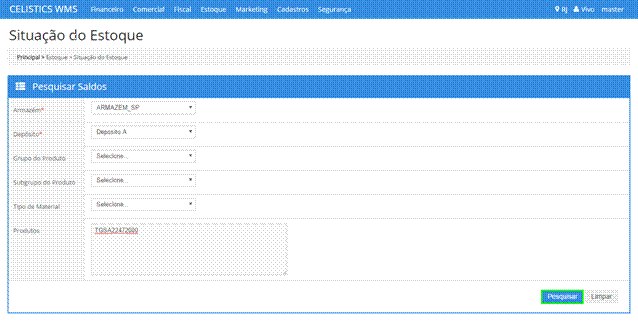 CELISTICS WMS Financeiro Comercial Fiscal Estoque Marketing Cadastros Segurança RJ Vivo master
Situação do Estoque
Principal > Estoque > Situação do Estoque
Pesquisar Saldos
Armazém* ARMAZEM_SP
Depósito* Deposito A
Grupo do Produto Selecione...
Subgrupo do Produto Selecione...
Tipo de Material Selecione...
Produtos TGSA22472000
Pesquisar Limpar